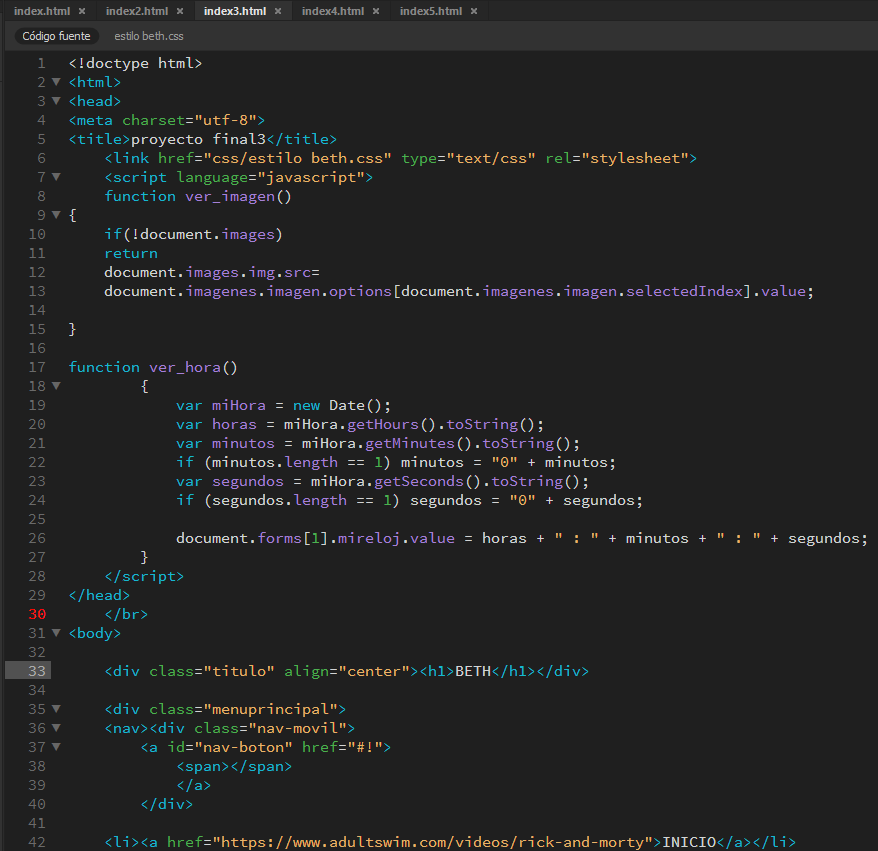 index.html × index2.html × index3.html × index4.html × index5.html ×
Código fuente estilo beth.css
1 <!doctype html>
2 <html>
3 <head>
4 <meta charset="utf-8">
5 <title>proyecto final3</title>
6 <link href="css/estilo beth.css" type="text/css" rel="stylesheet">
7 <script language="javascript">
8 function ver_imagen()
9 {
10 if(!document.images)
11 return
12 document.images.img.src=
13 document.imagenes.imagen.options[document.imagenes.imagen.selectedIndex].value;
14
15 }
16
17 function ver_hora()
18 {
19 var miHora = new Date();
20 var horas = miHora.getHours().toString();
21 var minutos = miHora.getMinutes().toString();
22 if (minutos.length == 1) minutos = "0" + minutos;
23 var segundos = miHora.getSeconds().toString();
24 if (segundos.length == 1) segundos = "0" + segundos;
25
26 document.forms[1].mireloj.value = horas + " : " + minutos + " : " + segundos;
27 }
28 </script>
29 </head>
30 </br>
31 <body>
32
33 <div class="titulo" align="center"><h1>BETH</h1></div>
34
35 <div class="menuprincipal">
36 <nav><div class="nav-movil">
37 <a id="nav-boton" href="#!">
38 <span></span>
39 </a>
40 </div>
41
42 <li><a href="https://www.adultswim.com/videos/rick-and-morty">INICIO</a></li>